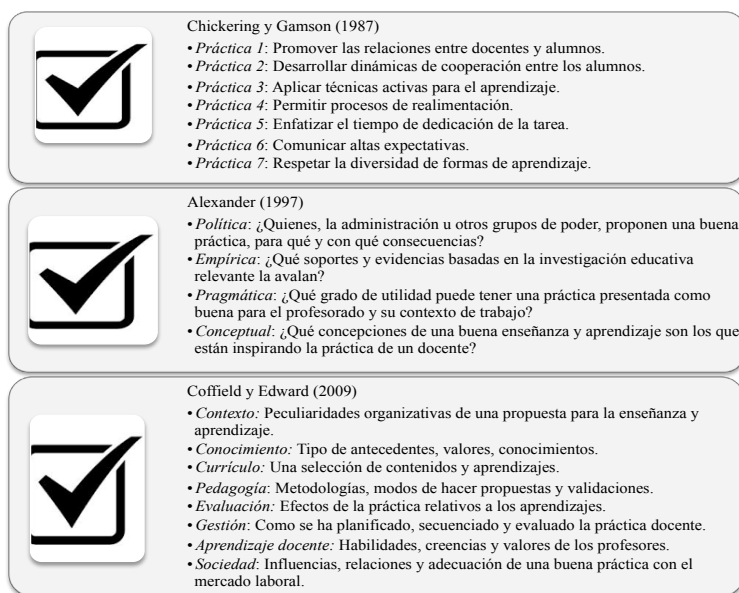 Chickering y Gamson (1987)
• Práctica 1: Promover las relaciones entre docentes y alumnos.
• Práctica 2: Desarrollar dinámicas de cooperación entre los alumnos.
• Práctica 3: Aplicar técnicas activas para el aprendizaje.
• Práctica 4: Permitir procesos de realimentación.
• Práctica 5: Enfatizar el tiempo de dedicación de la tarea.
• Práctica 6: Comunicar altas expectativas.
• Práctica 7: Respetar la diversidad de formas de aprendizaje.
Alexander (1997)
• Política: ¿Quienes, la administración u otros grupos de poder, proponen una buena
práctica, para qué y con qué consecuencias?
• Empírica: ¿Qué soportes y evidencias basadas en la investigación educativa
relevante la avalan?
• Pragmática: ¿Qué grado de utilidad puede tener una práctica presentada como
buena para el profesorado y su contexto de trabajo?
• Conceptual: ¿Qué concepciones de una buena enseñanza y aprendizaje son los que
están inspirando la práctica de un docente?
Coffield y Edward (2009)
• Contexto: Peculiaridades organizativas de una propuesta para la enseñanza y
aprendizaje.
• Conocimiento: Tipo de antecedentes, valores, conocimientos.
• Currículo: Una selección de contenidos y aprendizajes.
• Pedagogía: Metodologías, modos de hacer propuestas y validaciones.
• Evaluación: Efectos de la práctica relativos a los aprendizajes.
• Gestión: Como se ha planificado, secuenciado y evaluado la práctica docente.
• Aprendizaje docente: Habilidades, creencias y valores de los profesores.
• Sociedad: Influencias, relaciones y adecuación de una buena práctica con el
mercado laboral.